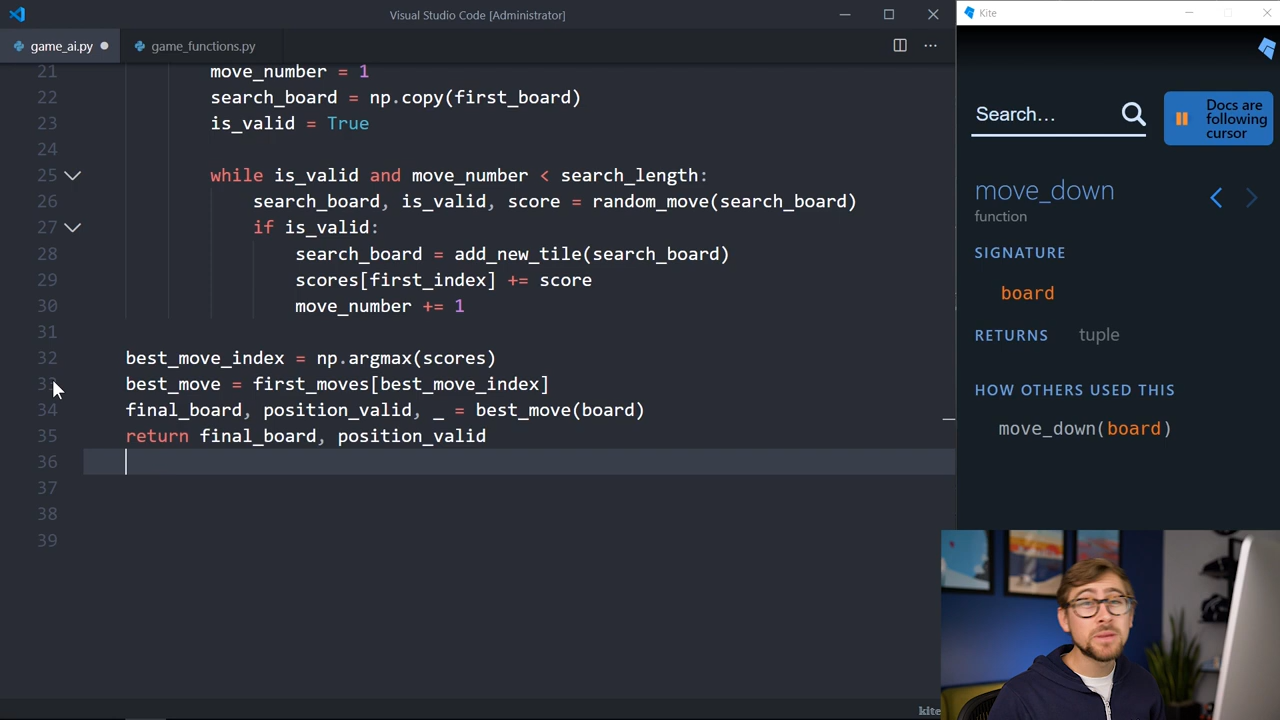 Visual Studio Code [Administrator]
game_ai.py
game_functions.py
21 move_number = 1
22 search_board = np.copy(first_board)
23 is_valid = True
24
25 while is_valid and move_number < search_length:
26 search_board, is_valid, score = random_move(search_board)
27 if is_valid:
28 search_board = add_new_tile(search_board)
29 scores[first_index] += score
30 move_number += 1
31
32 best_move_index = np.argmax(scores)
33 best_move = first_moves[best_move_index]
34 final_board, position_valid, _ = best_move(board)
35 return final_board, position_valid
36
37
38
39
kite
Kite
Search...
Docs are
following
cursor
move_down
function
SIGNATURE
board
RETURNS tuple
HOW OTHERS USED THIS
move_down(board)